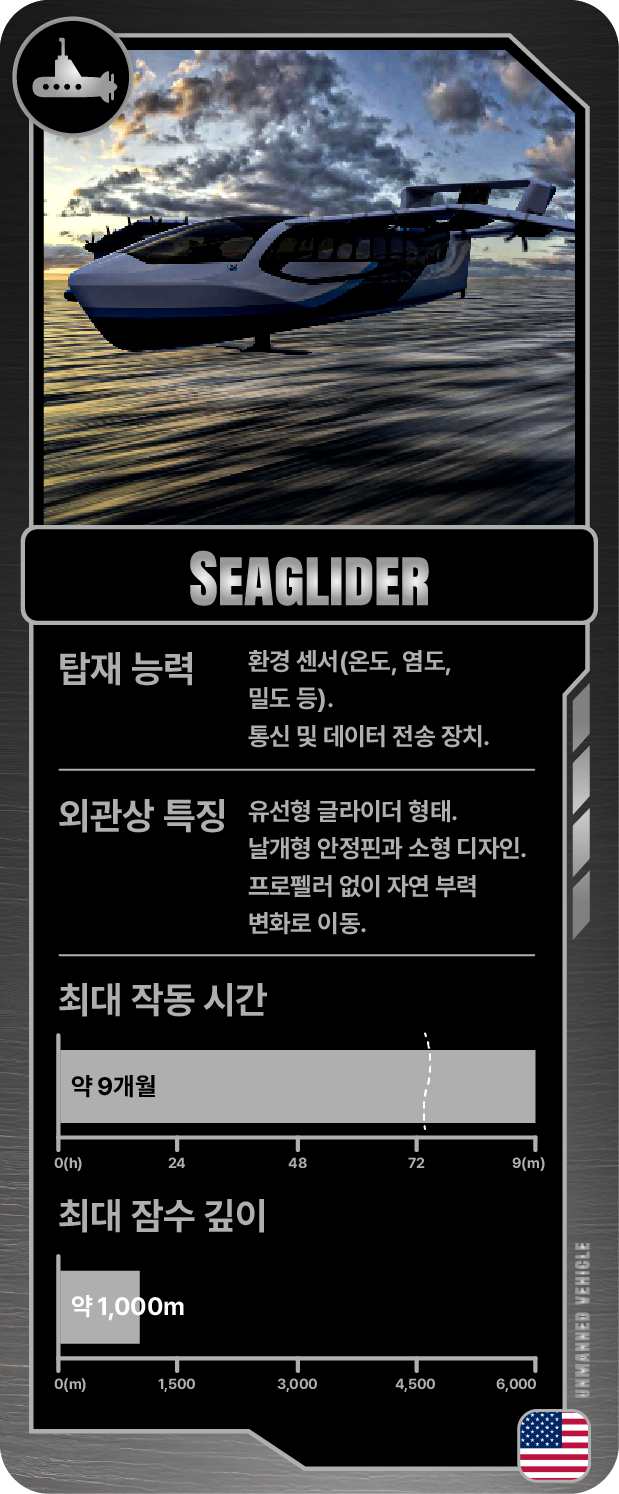 SEAGLIDER
탑재 능력
환경 센서(온도, 염도,
밀도 등).
통신 및 데이터 전송 장치.
외관상 특징
유선형 글라이더 형태.
날개형 안정핀과 소형 디자인.
프로펠러 없이 자연 부력
변화로 이동.
최대 작동 시간
약 9개월
0(h) 24 48 72 9(m)
최대 잠수 깊이
약 1,000m
0(m) 1,500 3,000 4,500 6,000
UNMANNED VEHICLE